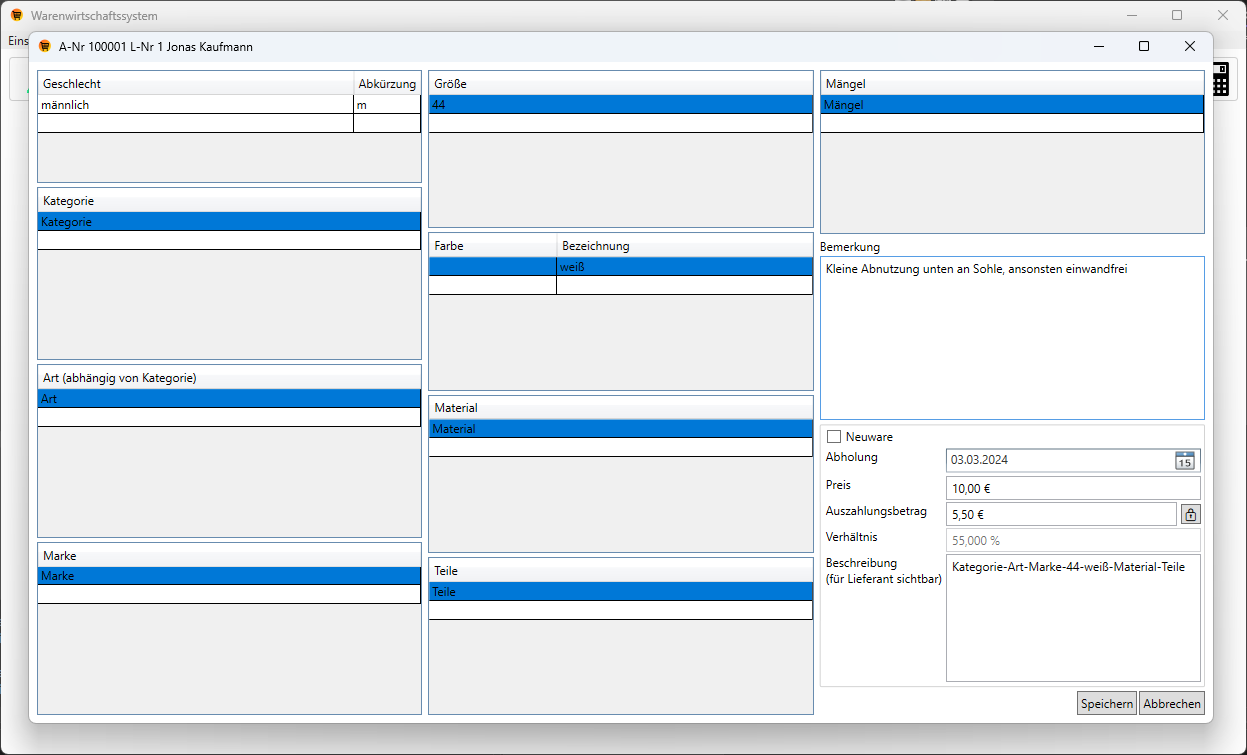 Warenwirtschaftssystem
Eins
A-Nr 100001 L-Nr 1 Jonas Kaufmann
Geschlecht Abkürzung
männlich m
Kategorie
Kategorie
Art (abhängig von Kategorie)
Art
Marke
Marke
Größe
44
Farbe Bezeichnung
weiß
Material
Material
Teile
Teile
Mängel
Mängel
Bemerkung
Kleine Abnutzung unten an Sohle, ansonsten einwandfrei
Neuware
Abholung 03.03.2024 15
Preis 10,00 €
Auszahlungsbetrag 5,50 €
Verhältnis 55,000 %
Beschreibung Kategorie-Art-Marke-44-weiß-Material-Teile
(für Lieferant sichtbar)
Speichern Abbrechen